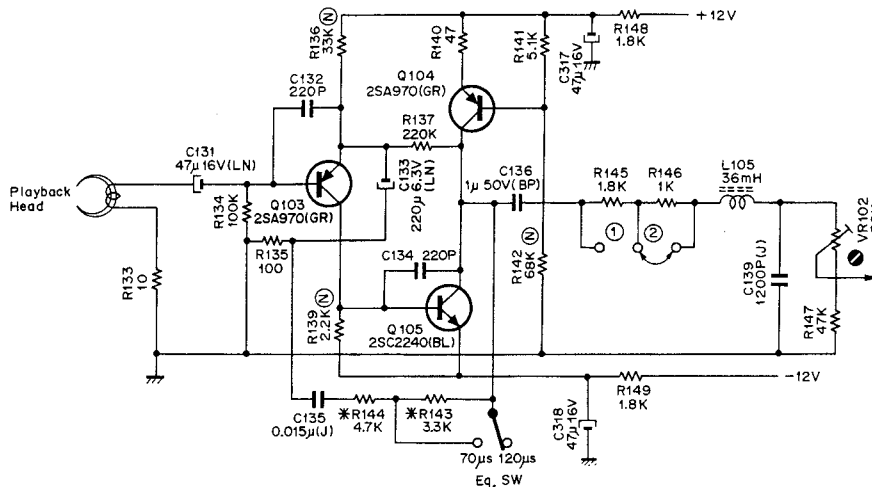 R136
33K Ⓝ
R140
47
R141
5.1K
C317
47μ16V
R148
1.8K
+12V
C132
220P
Q104
2SA970(GR)
R137
220K
C131
47μ16V(LN)
C133
220μ 6.3V
(LN)
C136
1μ 50V(BP)
R145
1.8K
R146
1K
L105
36mH
Playback
Head
R134
100K
Q103
2SA970(GR)
①
②
VR102
R135
100
C134 220P
R142
68K Ⓝ
C139
1200P(J)
R133
10
R139
2.2K Ⓝ
Q105
2SC2240(BL)
R147
47K
-12V
R149
1.8K
C135
0.015μ(J)
*R144
4.7K
*R143
3.3K
C318
47μ16V
70μs 120μs
Eq. SW